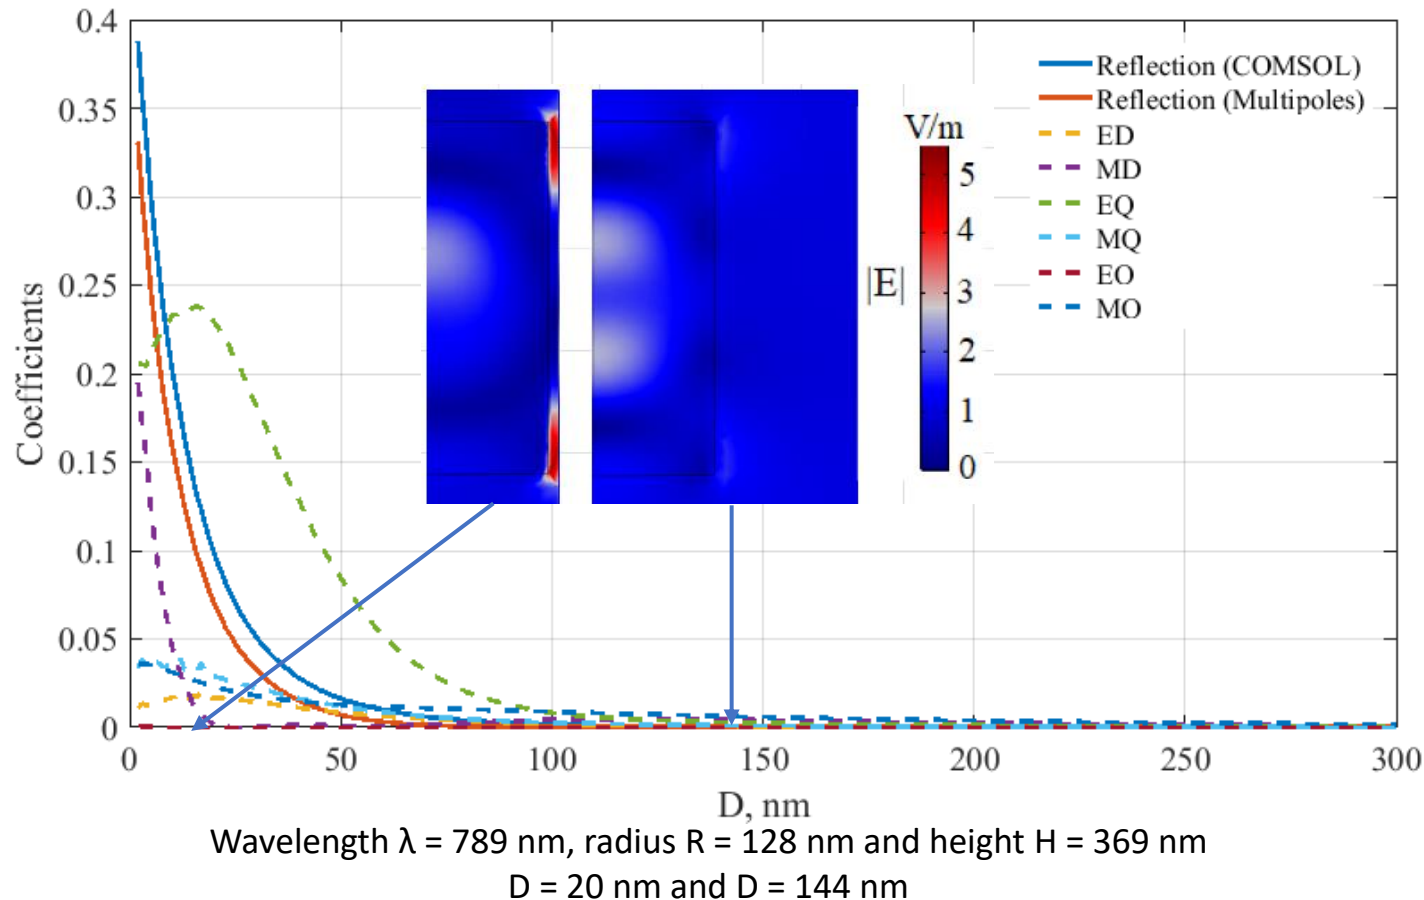 0.4
0.35
0.3
0.25
0.2
0.15
0.1
0.05
0
Coefficients
0
50
100
150
200
250
300
D, nm
V/m
5
4
3
2
1
0
|E|
Reflection (COMSOL)
Reflection (Multipoles)
ED
MD
EQ
MQ
EO
MO
Wavelength λ = 789 nm, radius R = 128 nm and height H = 369 nm
D = 20 nm and D = 144 nm